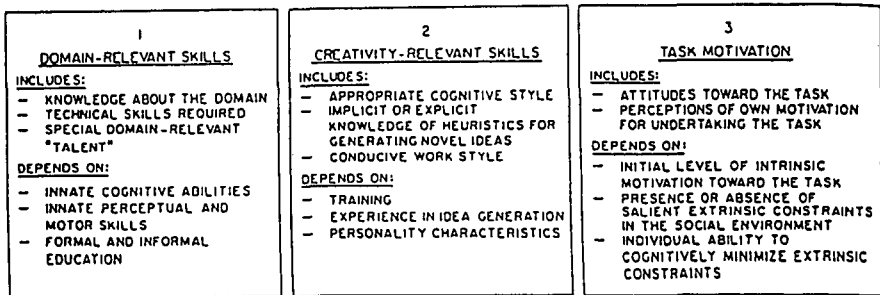 1
DOMAIN-RELEVANT SKILLS
INCLUDES:
– KNOWLEDGE ABOUT THE DOMAIN
– TECHNICAL SKILLS REQUIRED
– SPECIAL DOMAIN-RELEVANT
"TALENT"
DEPENDS ON:
– INNATE COGNITIVE ABILITIES
– INNATE PERCEPTUAL AND
MOTOR SKILLS
– FORMAL AND INFORMAL
EDUCATION
2
CREATIVITY-RELEVANT SKILLS
INCLUDES:
– APPROPRIATE COGNITIVE STYLE
– IMPLICIT OR EXPLICIT
KNOWLEDGE OF HEURISTICS FOR
GENERATING NOVEL IDEAS
– CONDUCIVE WORK STYLE
DEPENDS ON:
– TRAINING
– EXPERIENCE IN IDEA GENERATION
– PERSONALITY CHARACTERISTICS
3
TASK MOTIVATION
INCLUDES:
– ATTITUDES TOWARD THE TASK
– PERCEPTIONS OF OWN MOTIVATION
FOR UNDERTAKING THE TASK
DEPENDS ON:
– INITIAL LEVEL OF INTRINSIC
MOTIVATION TOWARD THE TASK
– PRESENCE OR ABSENCE OF
SALIENT EXTRINSIC CONSTRAINTS
IN THE SOCIAL ENVIRONMENT
– INDIVIDUAL ABILITY TO
COGNITIVELY MINIMIZE EXTRINSIC
CONSTRAINTS